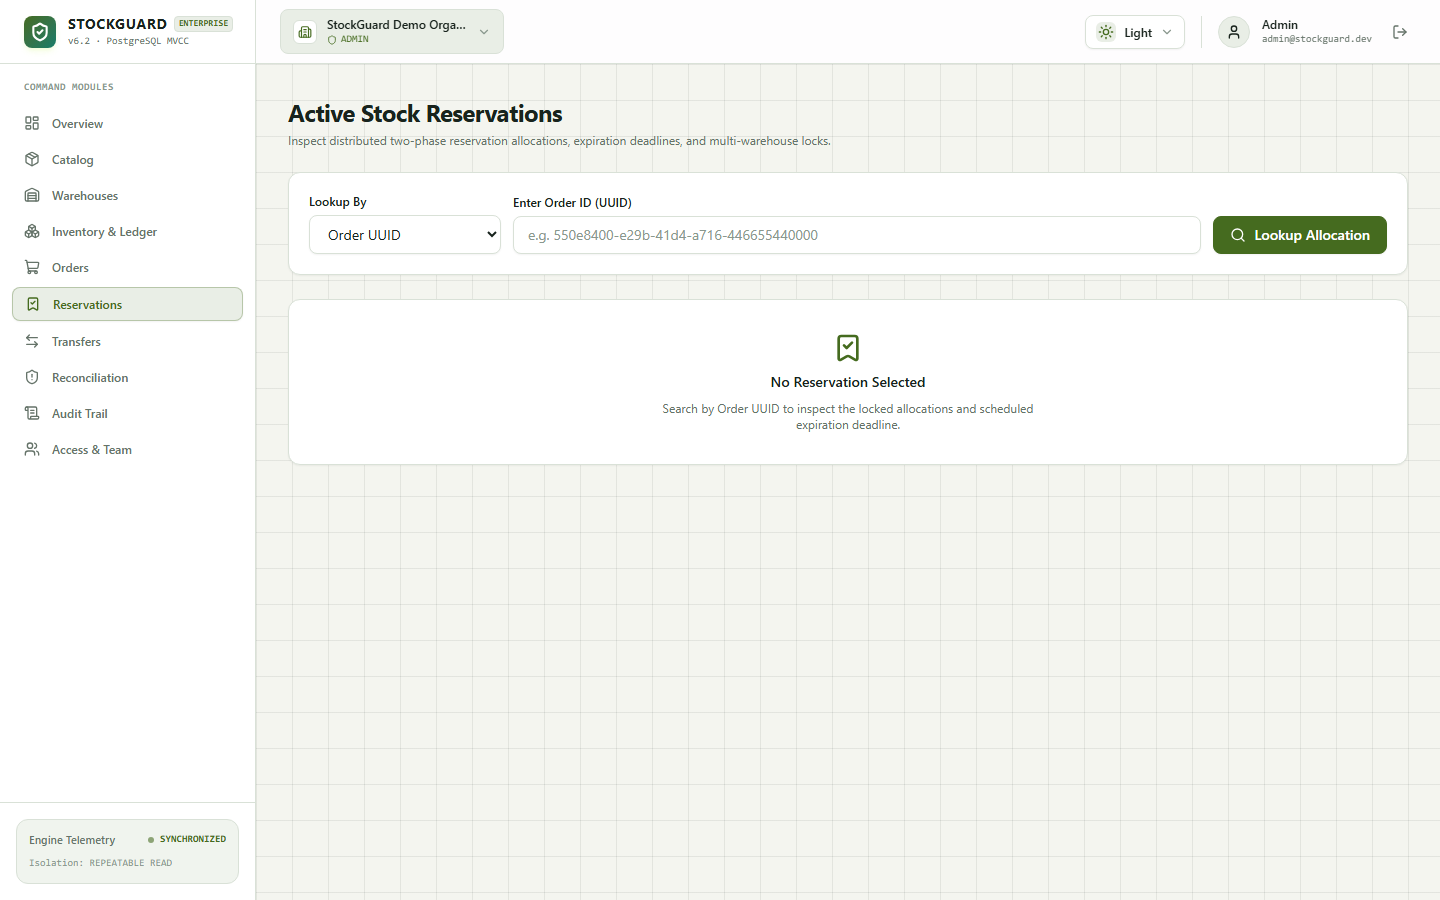 STOCKGUARD ENTERPRISE
v6.2 · PostgreSQL MVCC
StockGuard Demo Orga...
ADMIN
Light
Admin
admin@stockguard.dev
COMMAND MODULES
Overview
Catalog
Warehouses
Inventory & Ledger
Orders
Reservations
Transfers
Reconciliation
Audit Trail
Access & Team
Engine Telemetry
SYNCHRONIZED
Isolation: REPEATABLE READ
Active Stock Reservations
Inspect distributed two-phase reservation allocations, expiration deadlines, and multi-warehouse locks.
Lookup By
Order UUID
Enter Order ID (UUID)
e.g. 550e8400-e29b-41d4-a716-446655440000
Lookup Allocation
No Reservation Selected
Search by Order UUID to inspect the locked allocations and scheduled
expiration deadline.